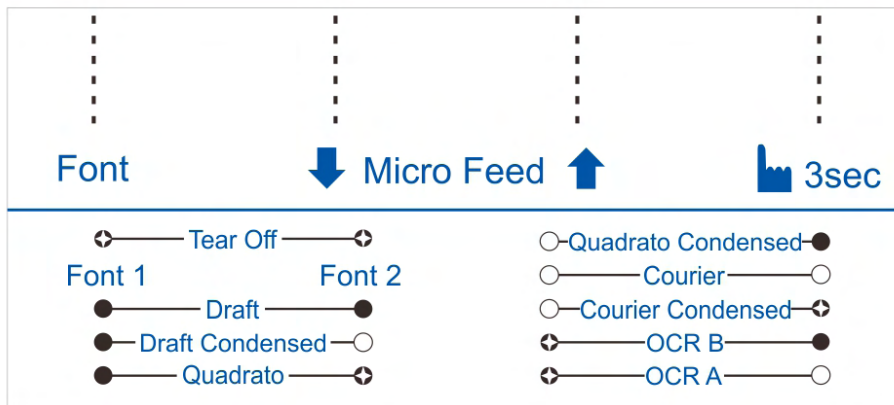 Font
Micro Feed
3sec
Tear Off
Font 1 Font 2
Draft
Draft Condensed
Quadrato
Quadrato Condensed
Courier
Courier Condensed
OCR B
OCR A